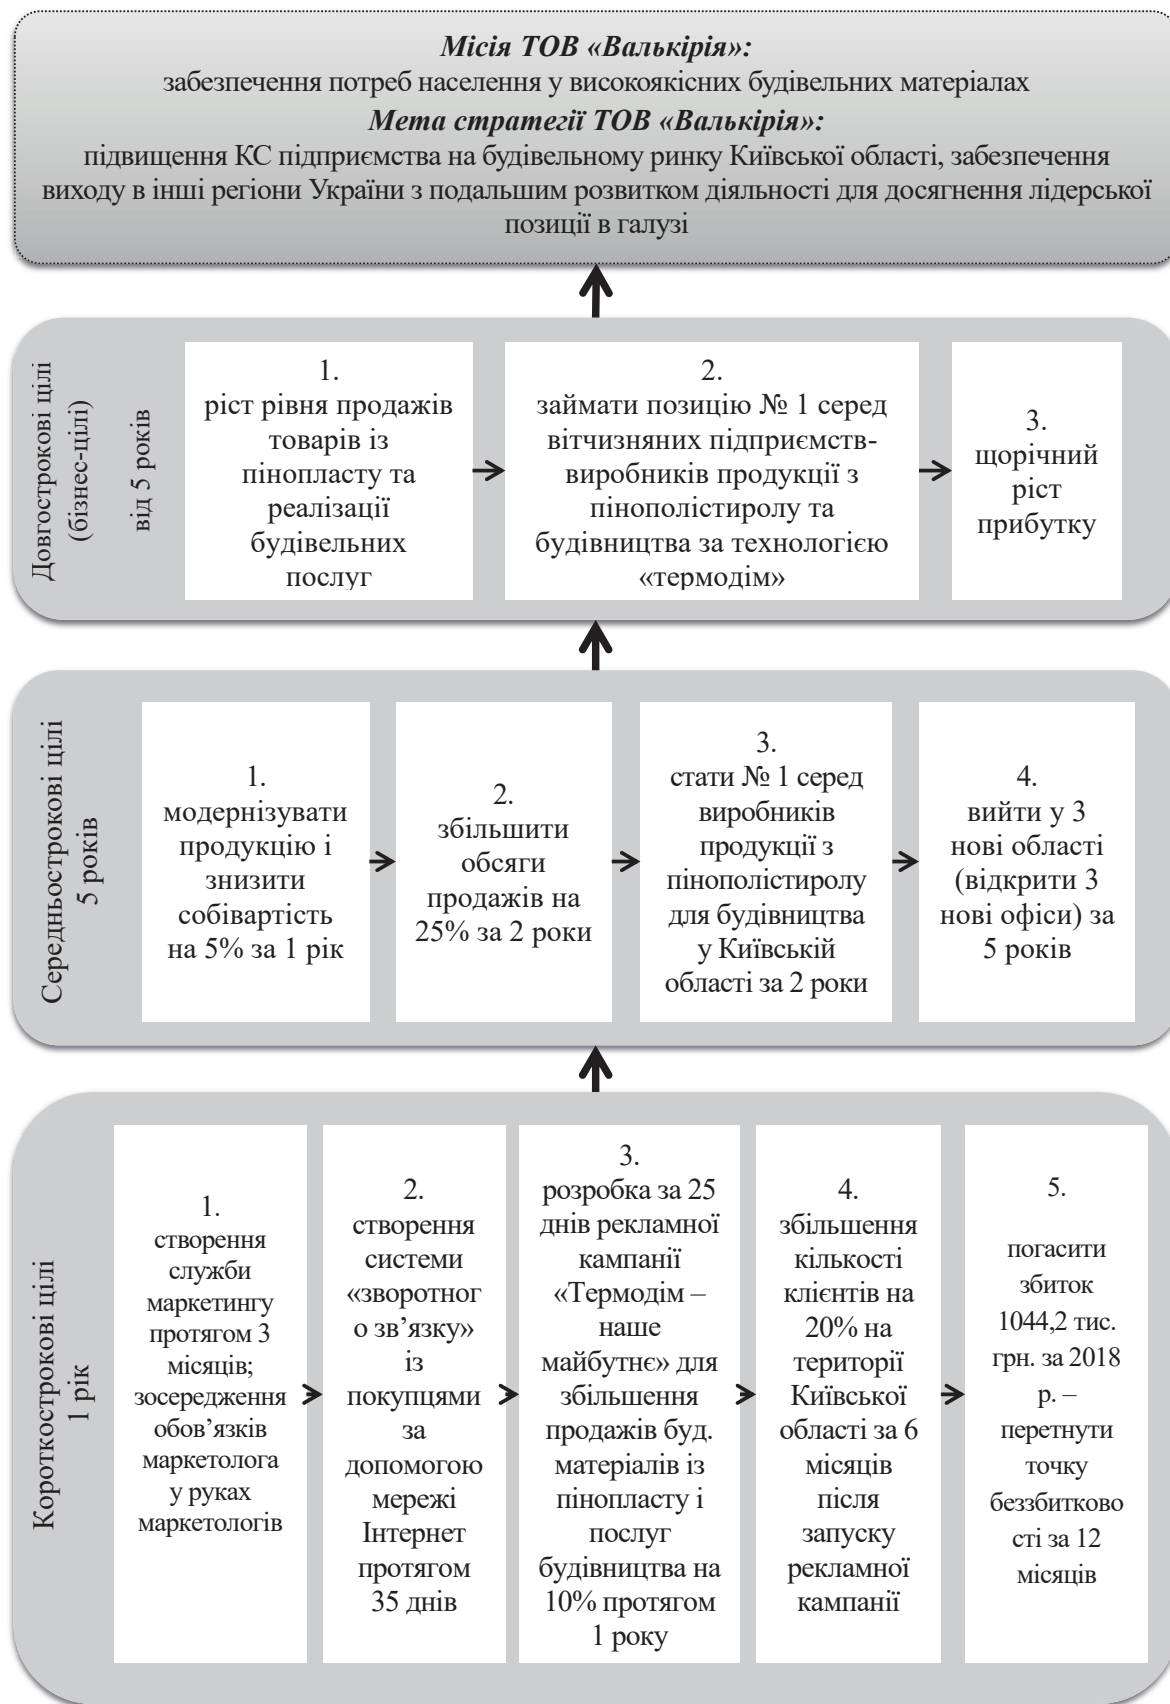 Місія ТОВ «Валькірія»:
забезпечення потреб населення у високоякісних будівельних матеріалах
Мета стратегії ТОВ «Валькірія»:
підвищення КС підприємства на будівельному ринку Київської області, забезпечення
виходу в інші регіони України з подальшим розвитком діяльності для досягнення лідерської
позиції в галузі
Довгострокові цілі
(бізнес-цілі)
від 5 років
1.
ріст рівня продажів
товарів із
пінопласту та
реалізації
будівельних
послуг
2.
займати позицію № 1 серед
вітчизняних підприємств-
виробників продукції з
пінополістиролу та
будівництва за технологією
«термодім»
3.
щорічний
ріст
прибутку
Середньострокові цілі
5 років
1.
модернізувати
продукцію і
знизити
собівартість
на 5% за 1 рік
2.
збільшити
обсяги
продажів на
25% за 2 роки
3.
стати № 1 серед
виробників
продукції з
пінополістиролу
для будівництва
у Київській
області за 2 роки
4.
вийти у 3
нові області
(відкрити 3
нові офіси) за
5 років
Короткострокові цілі
1 рік
1.
створення
служби
маркетингу
протягом 3
місяців;
зосередження
обов’язків
маркетолога
у руках
маркетологів
2.
створення
системи
«зворотног
о зв’язку»
із
покупцями
за
допомогою
мережі
Інтернет
протягом
35 днів
3.
розробка за 25
днів рекламної
кампанії
«Термодім –
наше
майбутнє» для
збільшення
продажів буд.
матеріалів із
пінопласту і
послуг
будівництва на
10% протягом
1 року
4.
збільшення
кількості
клієнтів на
20% на
території
Київської
області за 6
місяців
після
запуску
рекламної
кампанії
5.
погасити
збиток
1044,2 тис.
грн. за 2018
р. –
перетнути
точку
беззбитково
сті за 12
місяців